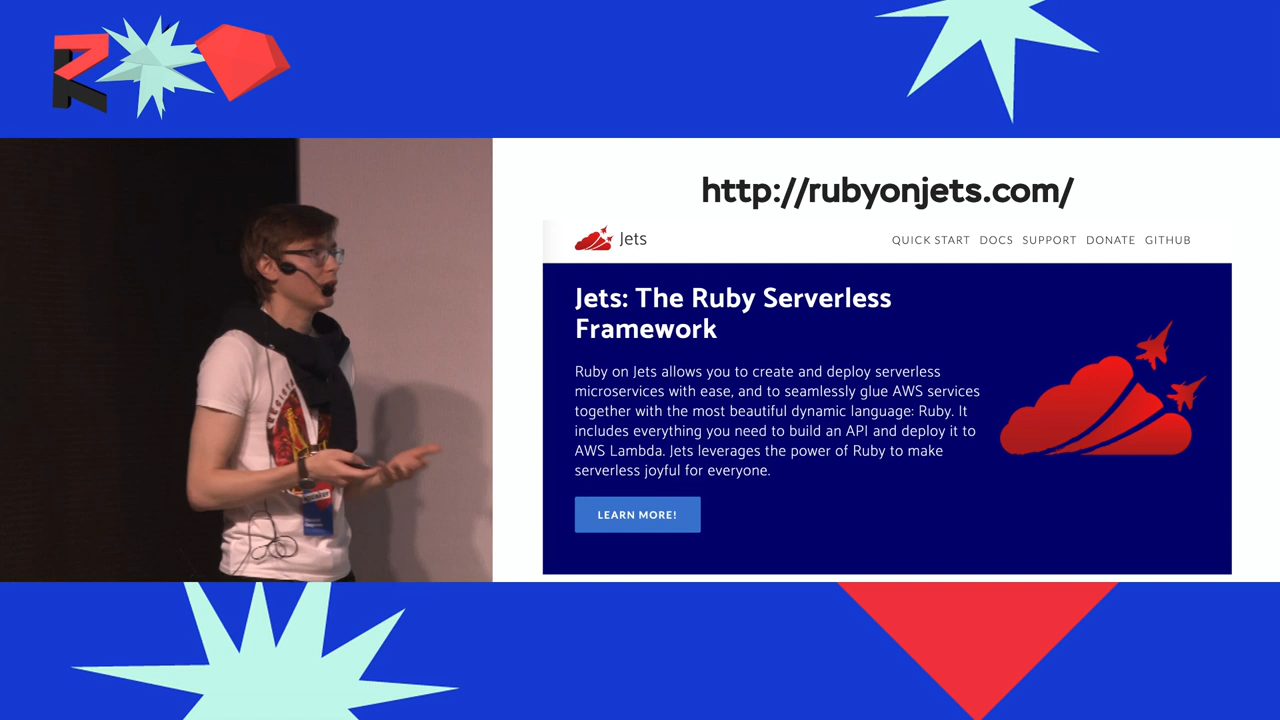 http://rubyonjets.com/
Jets
QUICK START DOCS SUPPORT DONATE GITHUB
Jets: The Ruby Serverless
Framework
Ruby on Jets allows you to create and deploy serverless
microservices with ease, and to seamlessly glue AWS services
together with the most beautiful dynamic language: Ruby. It
includes everything you need to build an API and deploy it to
AWS Lambda. Jets leverages the power of Ruby to make
serverless joyful for everyone.
LEARN MORE!